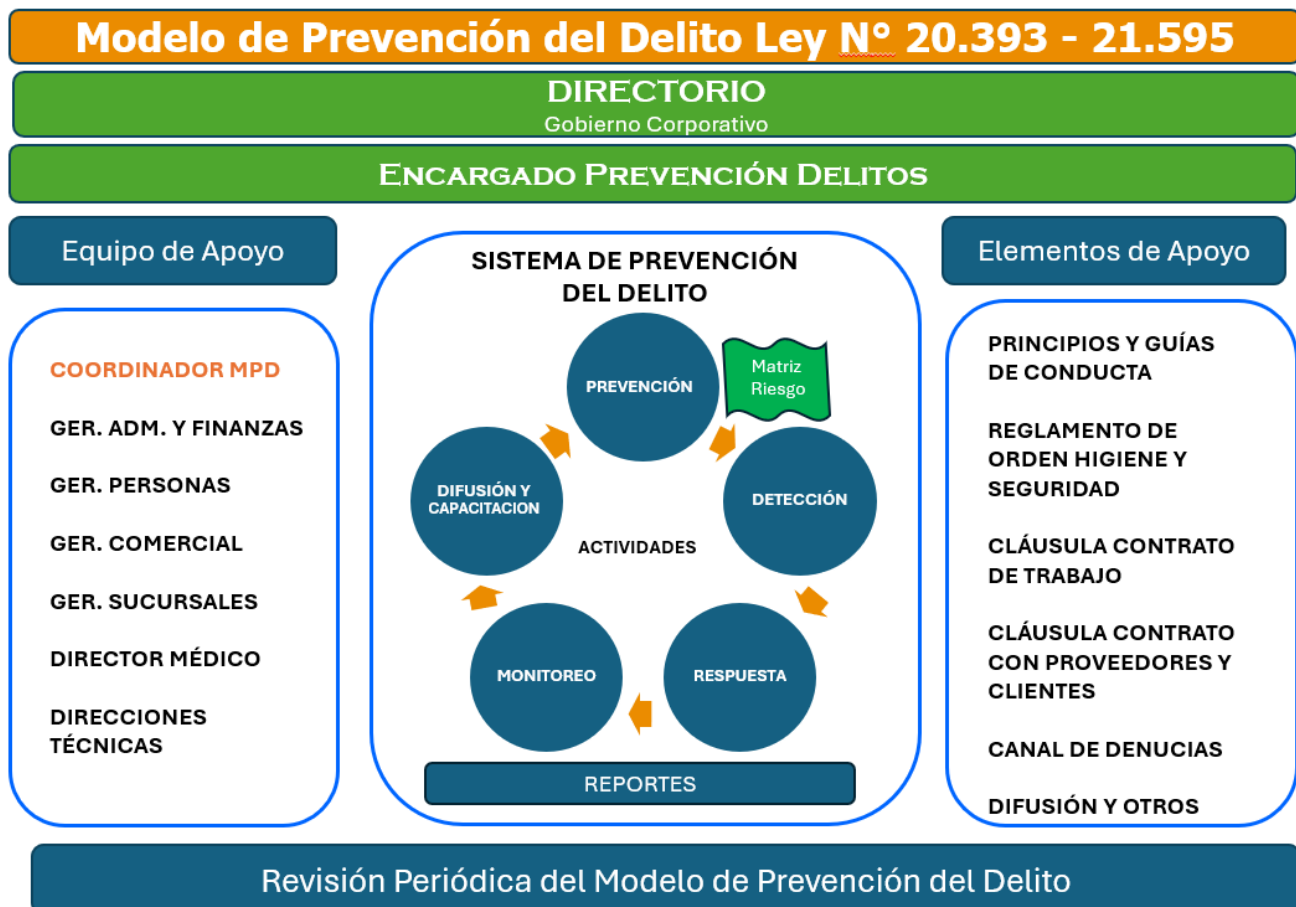 Modelo de Prevención del Delito Ley N° 20.393 - 21.595
DIRECTORIO
Gobierno Corporativo
ENCARGADO PREVENCIÓN DELITOS
Equipo de Apoyo
COORDINADOR MPD
GER. ADM. Y FINANZAS
GER. PERSONAS
GER. COMERCIAL
GER. SUCURSALES
DIRECTOR MÉDICO
DIRECCIONES
TÉCNICAS
SISTEMA DE PREVENCIÓN
DEL DELITO
PREVENCIÓN
Matriz
Riesgo
DETECCIÓN
RESPUESTA
MONITOREO
DIFUSIÓN Y
CAPACITACION
ACTIVIDADES
REPORTES
Elementos de Apoyo
PRINCIPIOS Y GUÍAS
DE CONDUCTA
REGLAMENTO DE
ORDEN HIGIENE Y
SEGURIDAD
CLÁUSULA CONTRATO
DE TRABAJO
CLÁUSULA CONTRATO
CON PROVEEDORES Y
CLIENTES
CANAL DE DENUCIAS
DIFUSIÓN Y OTROS
Revisión Periódica del Modelo de Prevención del Delito